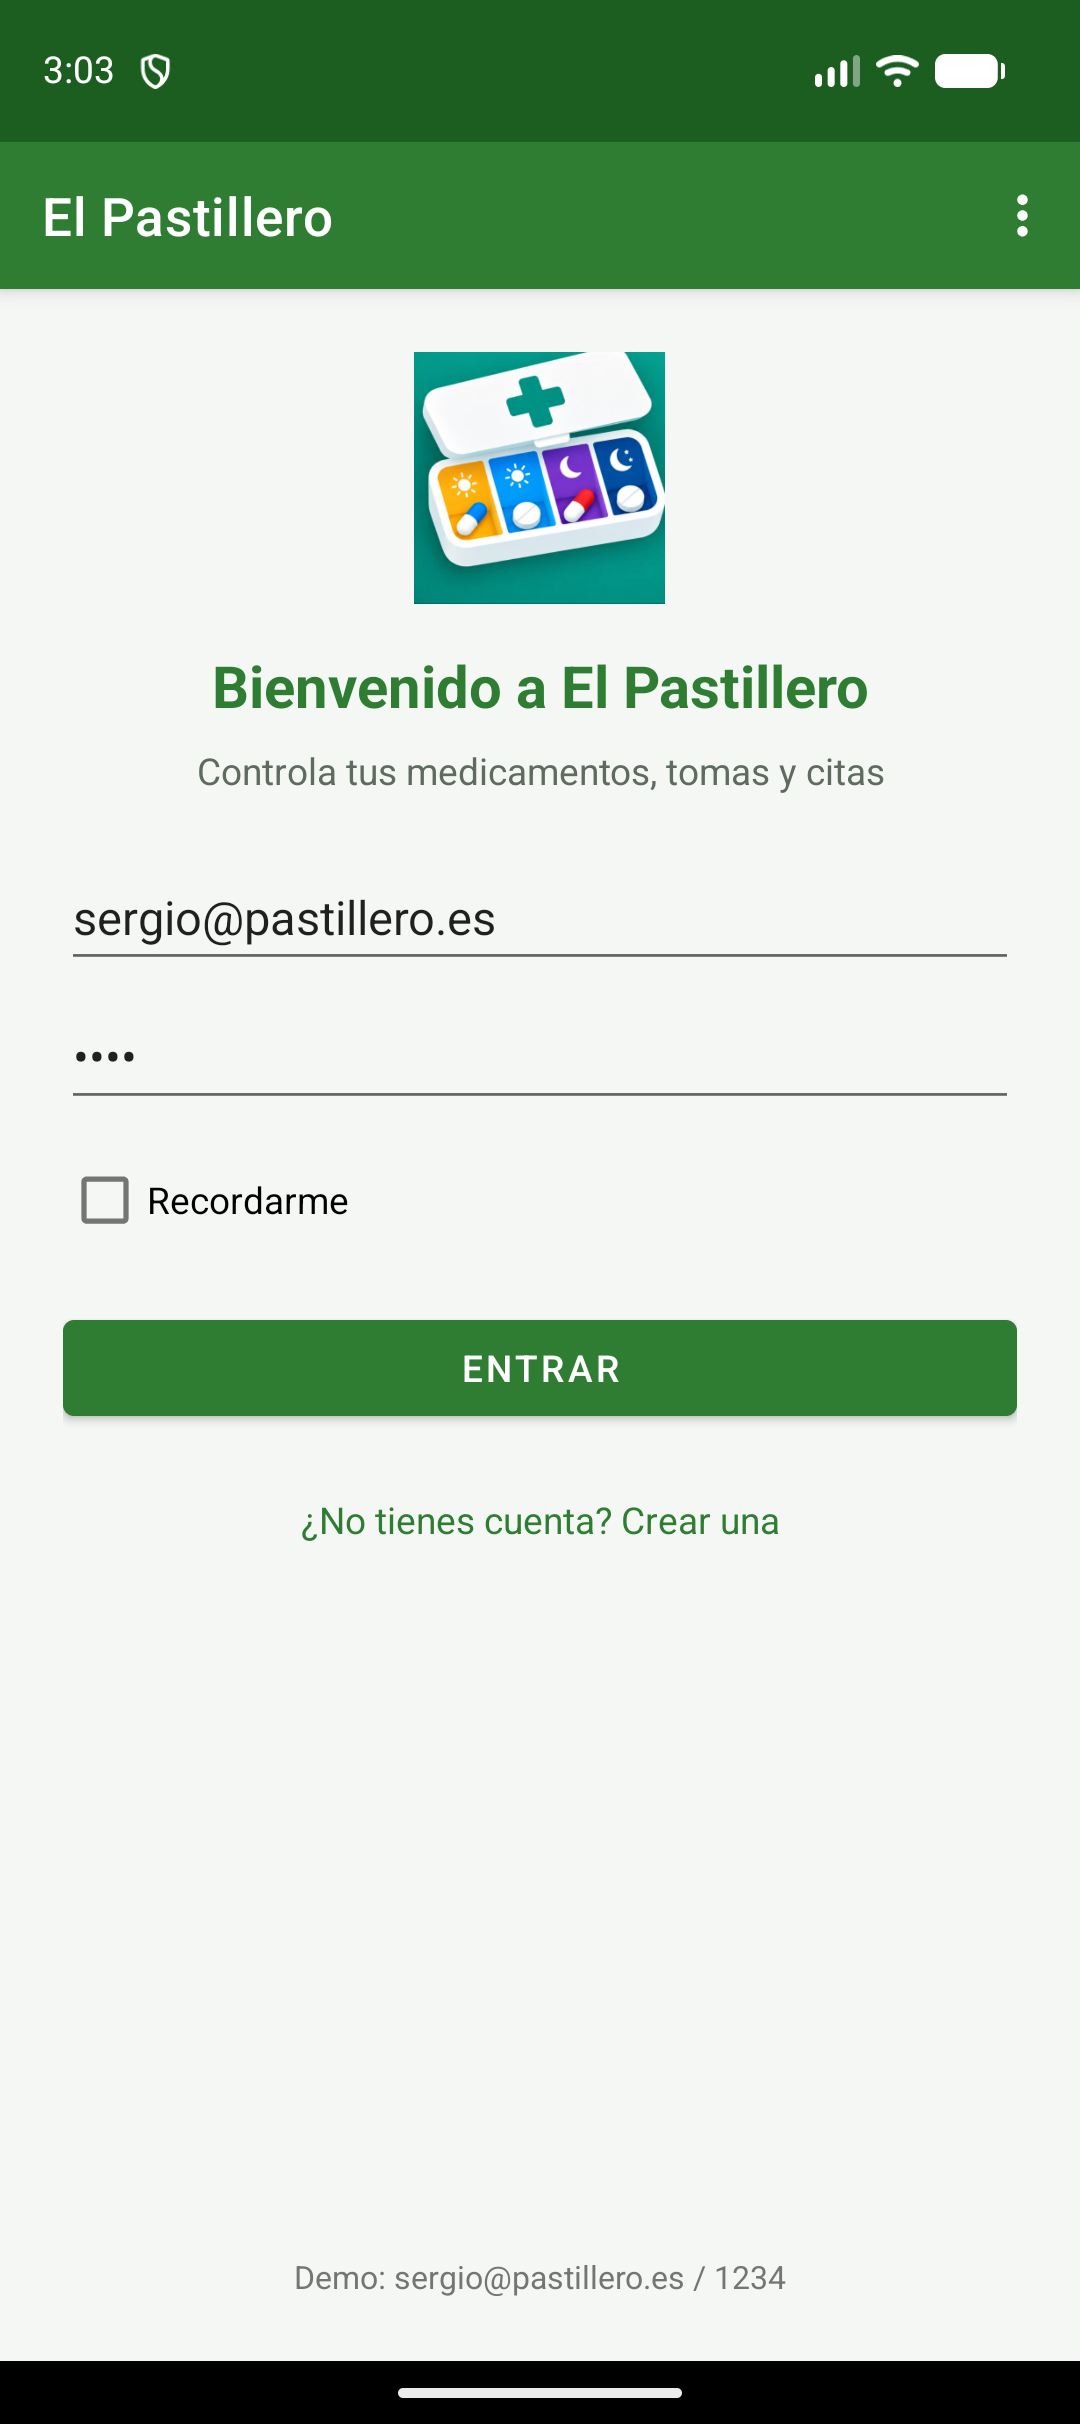 3:03
El Pastillero
Bienvenido a El Pastillero
Controla tus medicamentos, tomas y citas
sergio@pastillero.es
••••
Recordarme
ENTRAR
¿No tienes cuenta? Crear una
Demo: sergio@pastillero.es / 1234